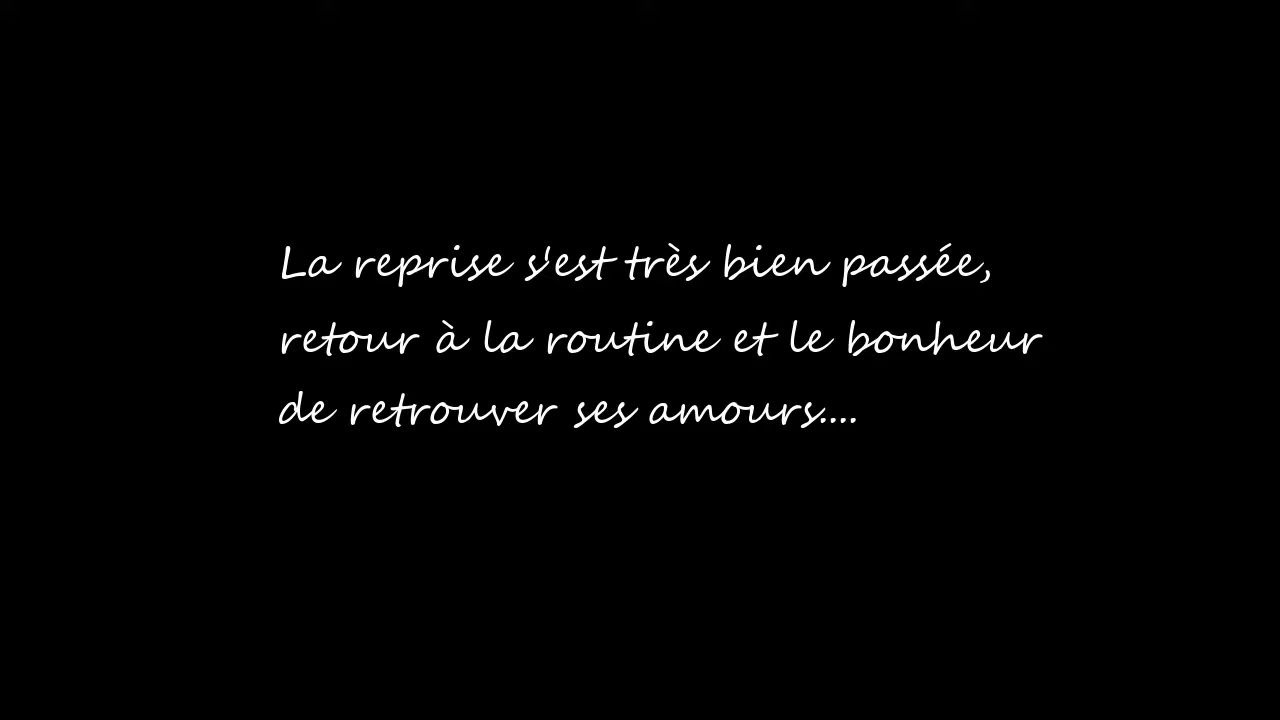 La reprise s'est très bien passée,
retour à la routine et le bonheur
de retrouver ses amours....